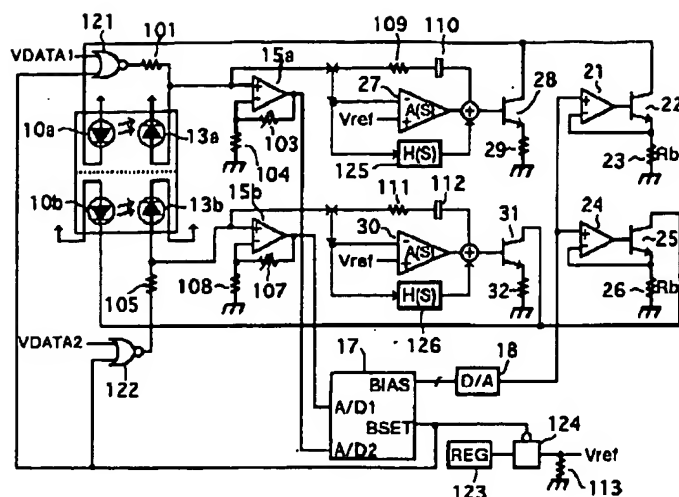 121
101
VDATA1
109
110
15a
27
A(S)
28
21
22
Vref
103
29
23
Rb
10a
13a
104
125
H(S)
111
112
10b
13b
15b
30
A(S)
31
24
25
Vref
107
32
26
Rb
105
108
126
H(S)
VDATA2
122
17
18
BIAS
D/A
A/D1
BSET
124
A/D2
REG
Vref
123
113